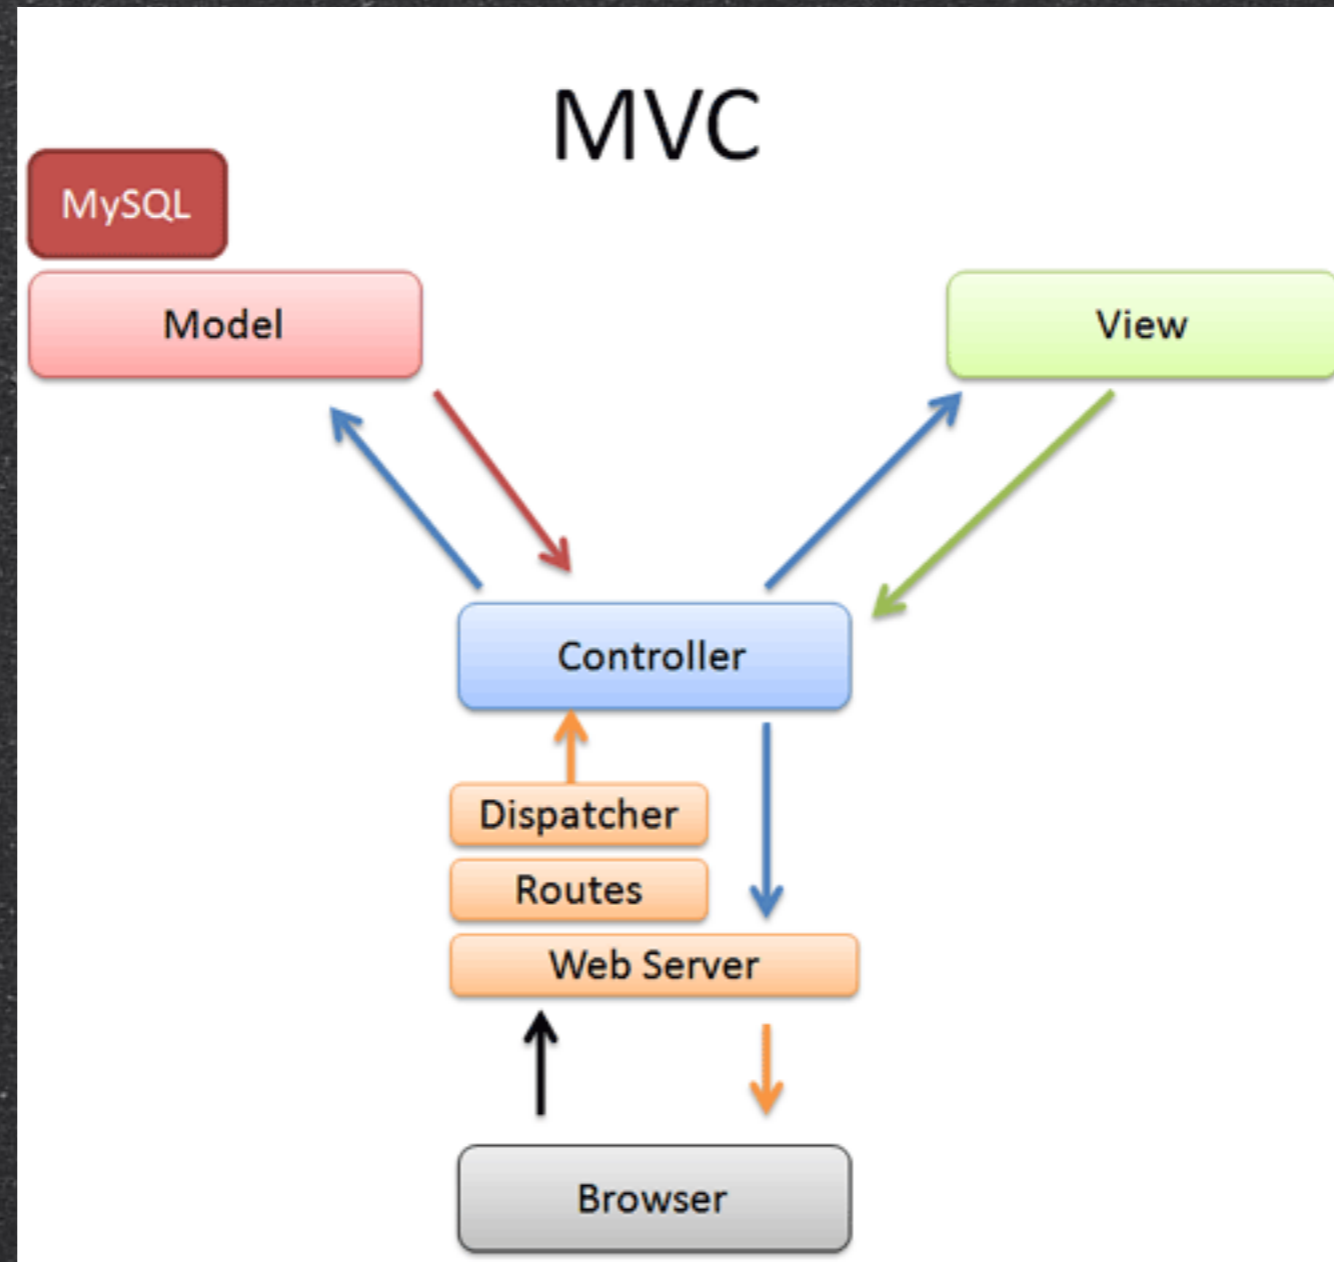 MVC
MySQL
Model
View
Controller
Dispatcher
Routes
Web Server
Browser